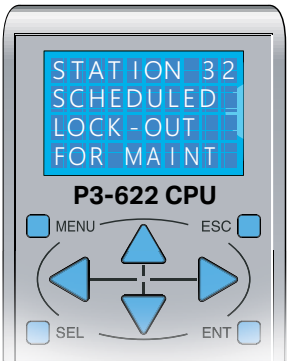 STATION 32
SCHEDULED
LOCK-OUT
FOR MAINT
P3-622 CPU
MENU ESC
SEL ENT